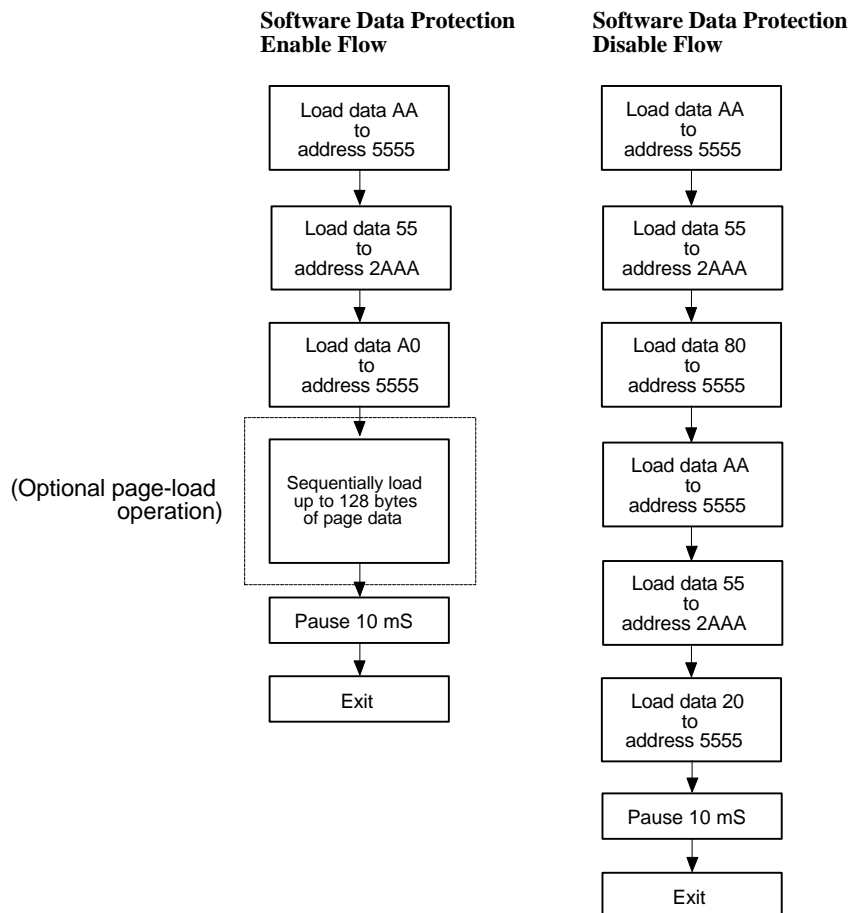 Software Data Protection
Enable Flow
Load data AA
to
address 5555
Load data 55
to
address 2AAA
Load data A0
to
address 5555
(Optional page-load
operation)
Sequentially load
up to 128 bytes
of page data
Pause 10 mS
Exit
Software Data Protection
Disable Flow
Load data AA
to
address 5555
Load data 55
to
address 2AAA
Load data 80
to
address 5555
Load data AA
to
address 5555
Load data 55
to
address 2AAA
Load data 20
to
address 5555
Pause 10 mS
Exit